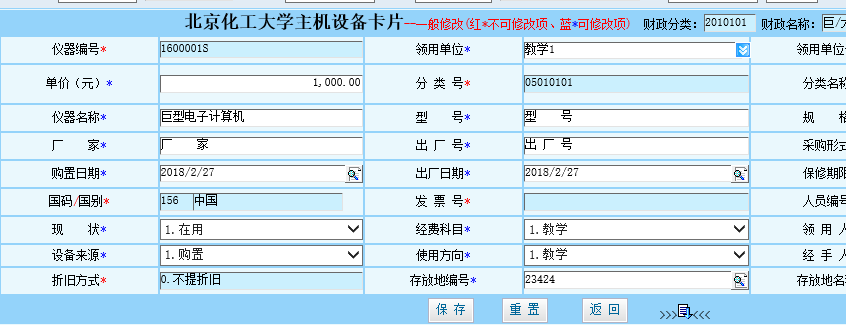 北京化工大学主机设备卡片--一般修改(红*不可修改项、蓝*可修改项) 财政分类: 2010101 财政名称: 巨/
仪器编号* 1600001S 领用单位* 教学1 领用单位
单价（元）* 1,000.00 分 类 号* 05010101 分类名称
仪器名称* 巨型电子计算机 型 号* 型 号 规 格
厂 家* 厂 家 出 厂 号* 出 厂 号 采购形式
购置日期* 2018/2/27 出厂日期* 2018/2/27 保修期限
国码/国别* 156 中国 发 票 号* 人员编号
现 状* 1.在用 经费科目* 1.教学 领 用 人
设备来源* 1.购置 使用方向* 1.教学 经 手 人
折旧方式* 0.不提折旧 存放地编号* 23424 存放地名
保 存 重 置 返 回 >>> <<<